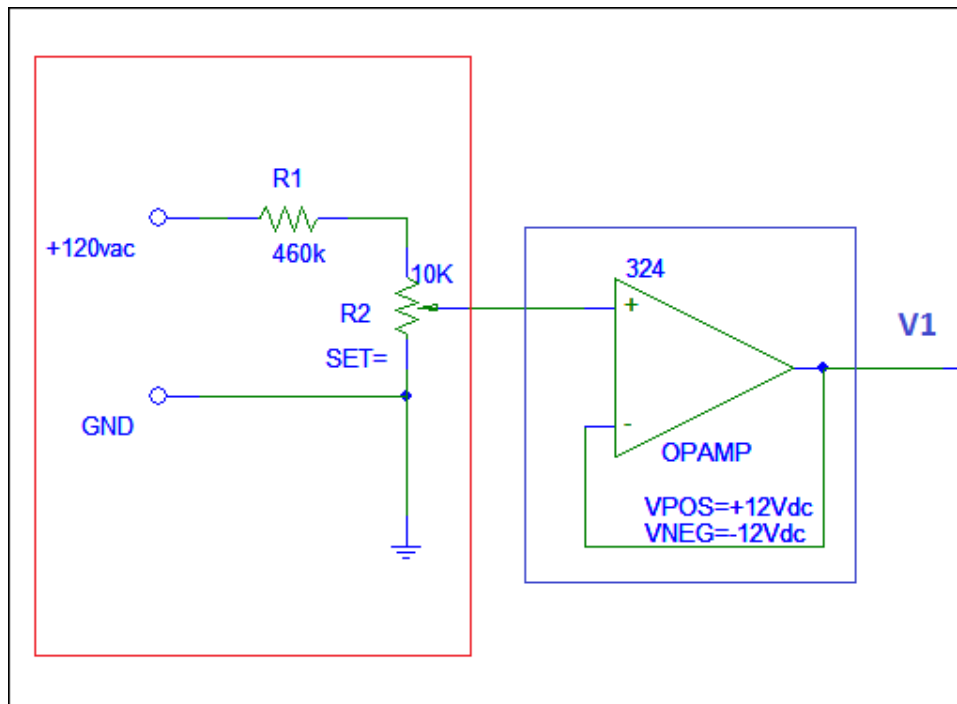 R1
+120vac
460k
10K
R2
SET=
GND
324
+
-
OPAMP
VPOS=+12Vdc
VNEG=-12Vdc
V1